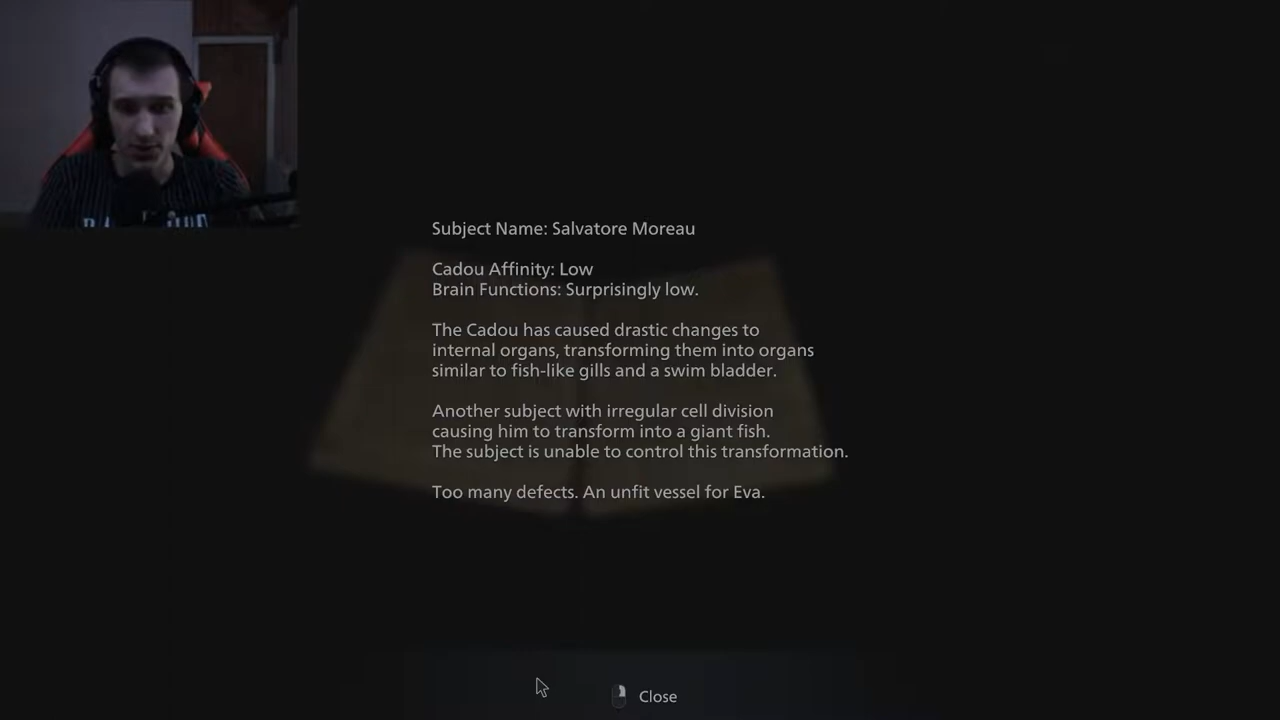 Subject Name: Salvatore Moreau
Cadou Affinity: Low
Brain Functions: Surprisingly low.
The Cadou has caused drastic changes to
internal organs, transforming them into organs
similar to fish-like gills and a swim bladder.
Another subject with irregular cell division
causing him to transform into a giant fish.
The subject is unable to control this transformation.
Too many defects. An unfit vessel for Eva.
Close